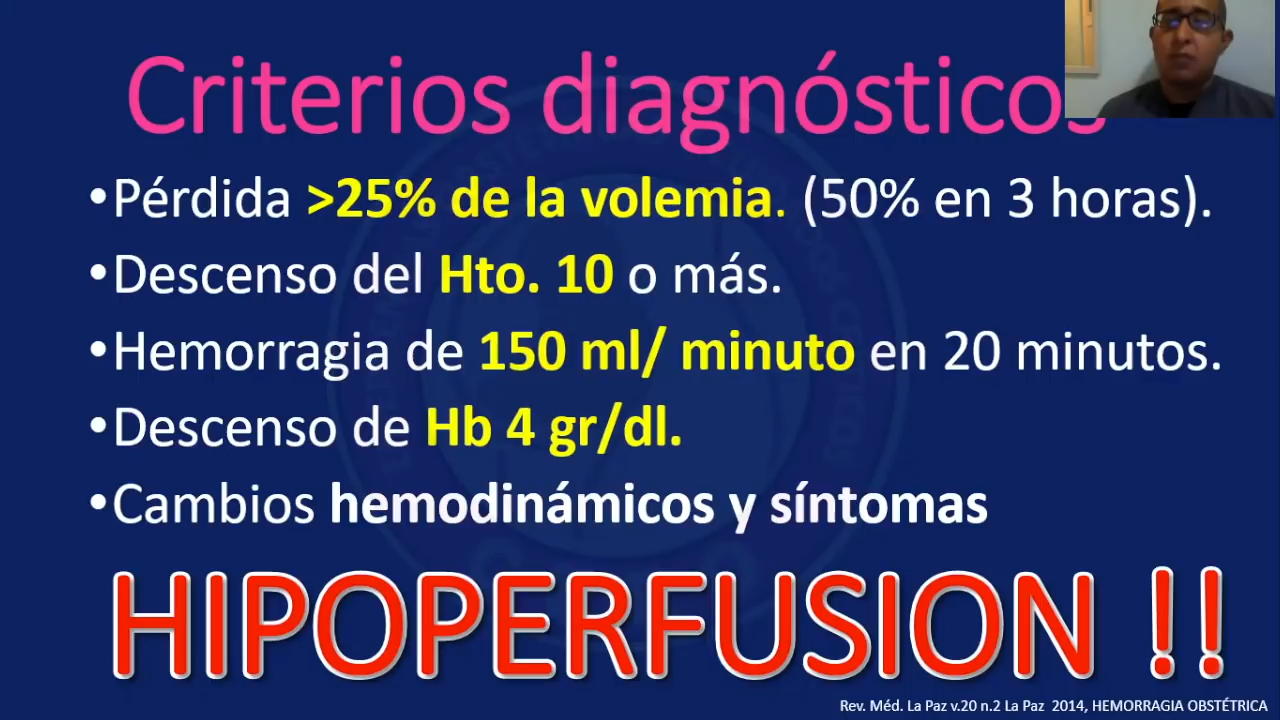 Criterios diagnósticos
•Pérdida >25% de la volemia. (50% en 3 horas).
•Descenso del Hto. 10 o más.
•Hemorragia de 150 ml/ minuto en 20 minutos.
•Descenso de Hb 4 gr/dl.
•Cambios hemodinámicos y síntomas
HIPOPERFUSION !!
Rev. Méd. La Paz v.20 n.2 La Paz 2014, HEMORRAGIA OBSTÉTRICA